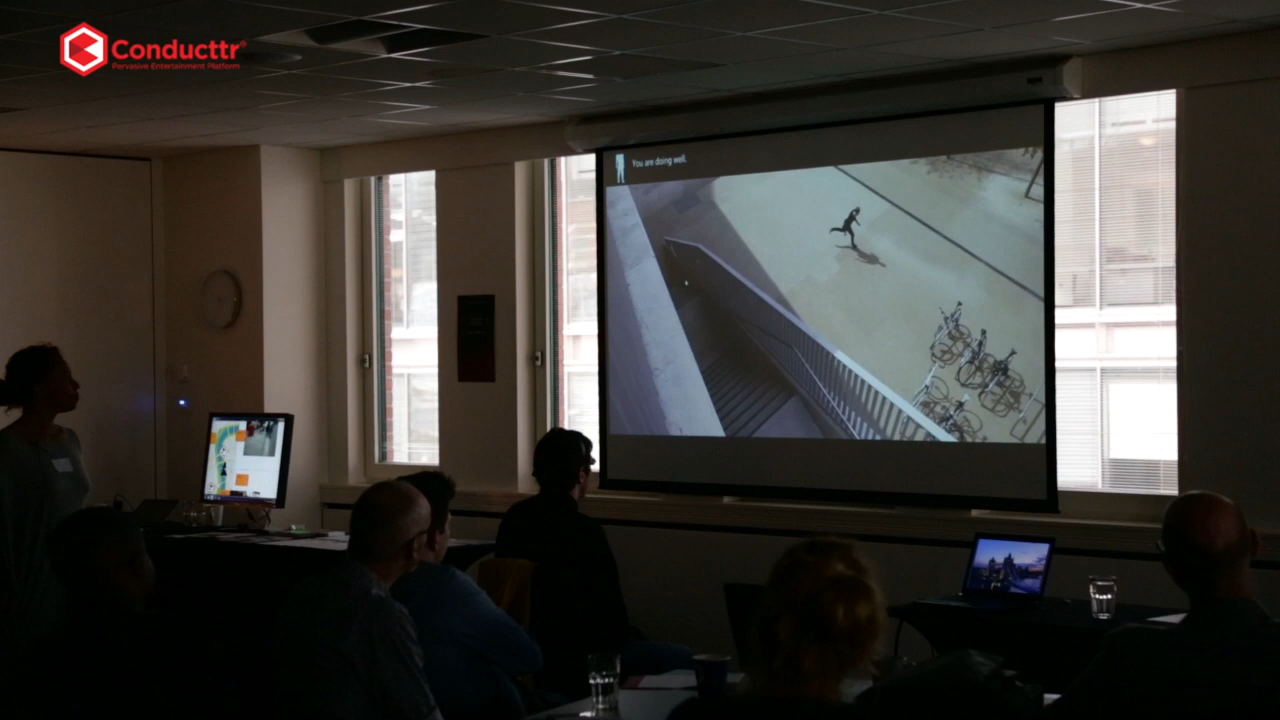 Conducttr®
Pervasive Entertainment Platform
You are doing well.